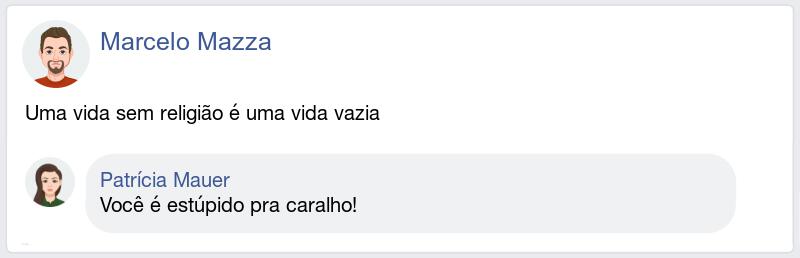 Marcelo Mazza
Uma vida sem religião é uma vida vazia
Patrícia Mauer
Você é estúpido pra caralho!